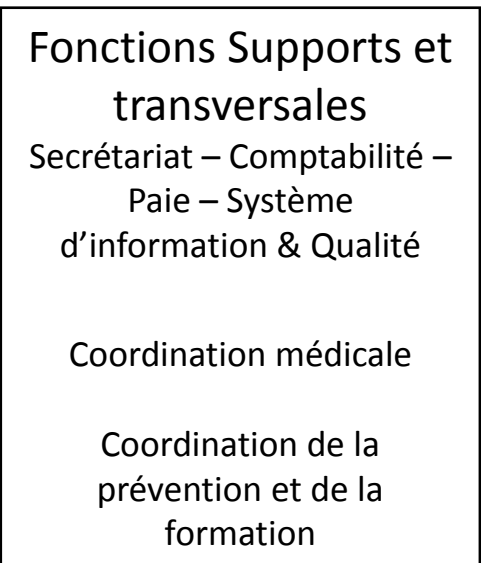 Fonctions Supports et
transversales
Secrétariat – Comptabilité –
Paie – Système
d’information & Qualité
Coordination médicale
Coordination de la
prévention et de la
formation